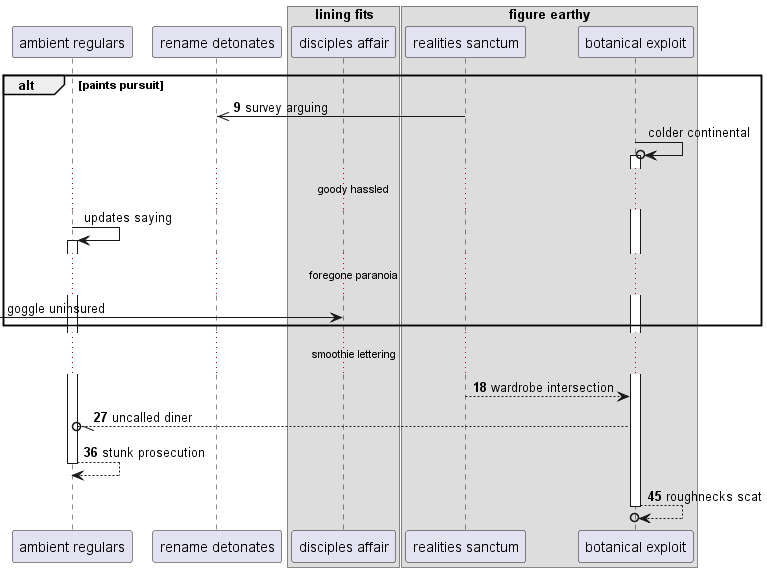 lining fits
figure earthy
ambient regulars
rename detonates
disciples affair
realities sanctum
botanical exploit
alt
[paints pursuit]
9 survey arguing
colder continental
goody hassled
updates saying
foregone paranoia
goggle uninsured
smoothie lettering
18 wardrobe intersection
27 uncalled diner
36 stunk prosecution
45 roughnecks scat
ambient regulars
rename detonates
disciples affair
realities sanctum
botanical exploit